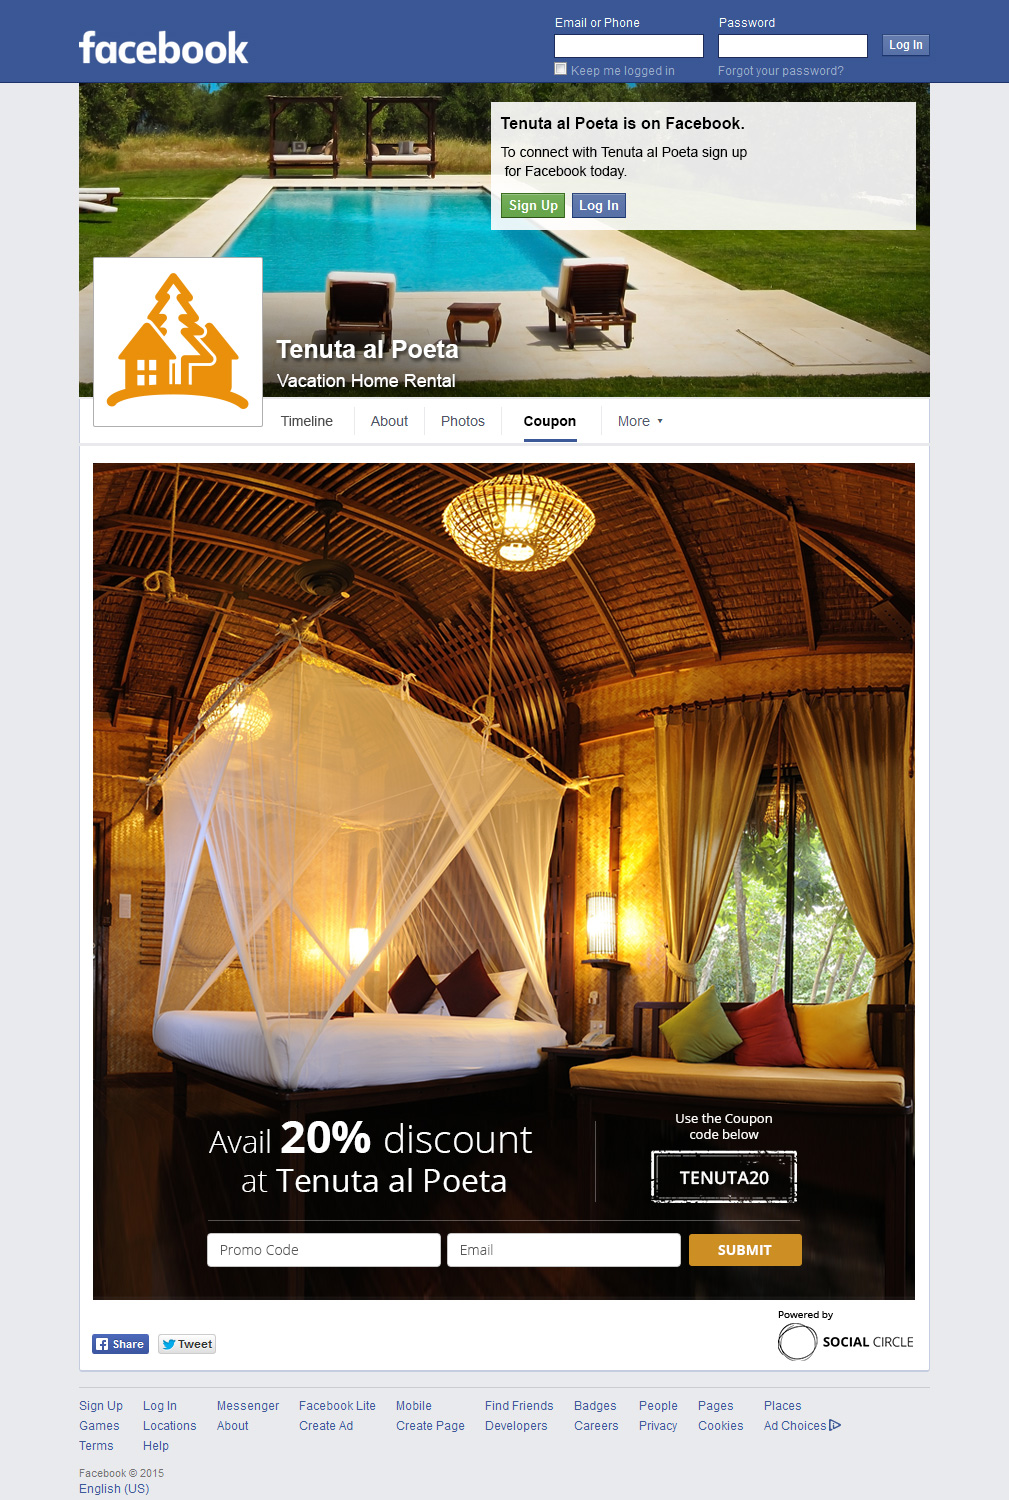 facebook
Email or Phone
Password
Log In
Keep me logged in
Forgot your password?
Tenuta al Poeta is on Facebook.
To connect with Tenuta al Poeta sign up
for Facebook today.
Sign Up
Log In
Tenuta al Poeta
Vacation Home Rental
Timeline
About
Photos
Coupon
More
Avail 20% discount
at Tenuta al Poeta
Use the Coupon
code below
TENUTA20
Promo Code
Email
SUBMIT
Share
Tweet
Powered by
SOCIAL CIRCLE
Sign Up Log In Messenger Facebook Lite Mobile Find Friends Badges People Pages Places
Games Locations About Create Ad Create Page Developers Careers Privacy Cookies Ad Choices
Terms Help
Facebook © 2015
English (US)